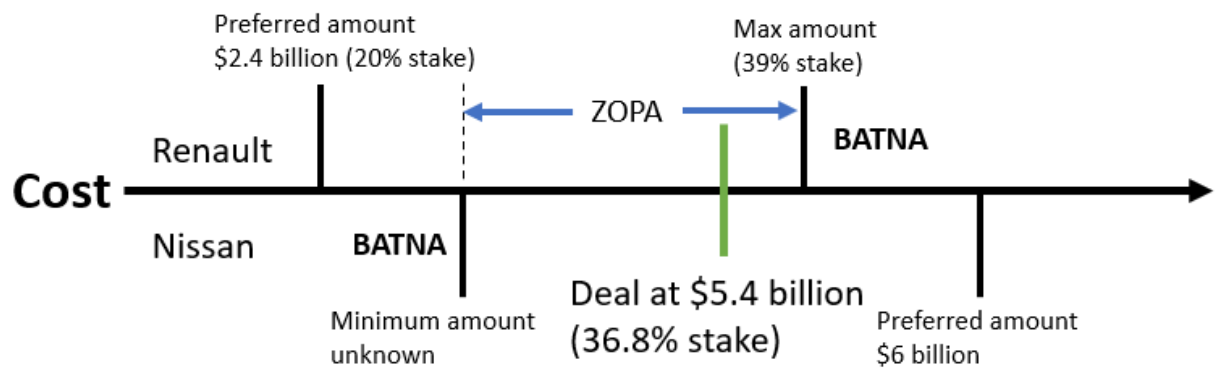 Preferred amount
$2.4 billion (20% stake)
Max amount
(39% stake)
ZOPA
BATNA
Renault
Cost
Nissan
BATNA
Deal at $5.4 billion
(36.8% stake)
Minimum amount
unknown
Preferred amount
$6 billion